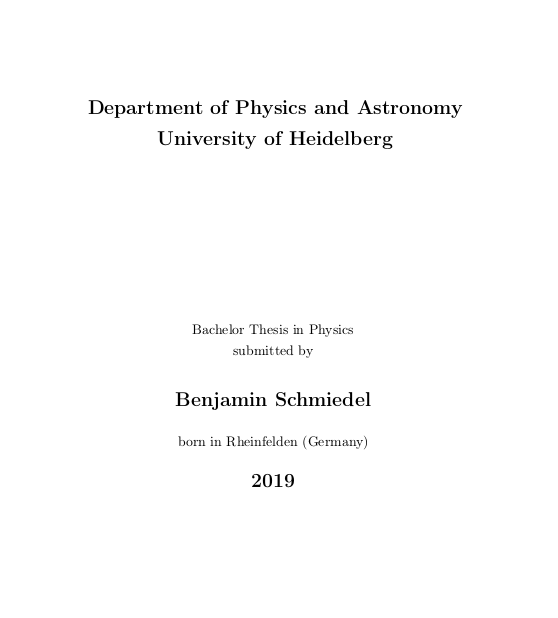 Department of Physics and Astronomy
University of Heidelberg
Bachelor Thesis in Physics
submitted by
Benjamin Schmiedel
born in Rheinfelden (Germany)
2019